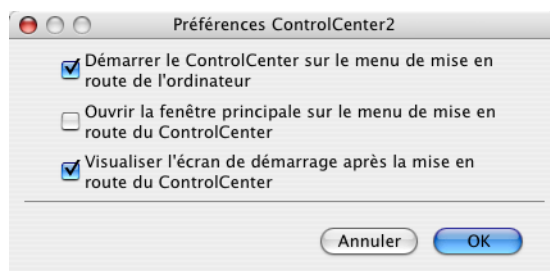 Préférences ControlCenter2
Démarrer le ControlCenter sur le menu de mise en
route de l'ordinateur
Ouvrir la fenêtre principale sur le menu de mise en
route du ControlCenter
Visualiser l'écran de démarrage après la mise en
route du ControlCenter
Annuler OK